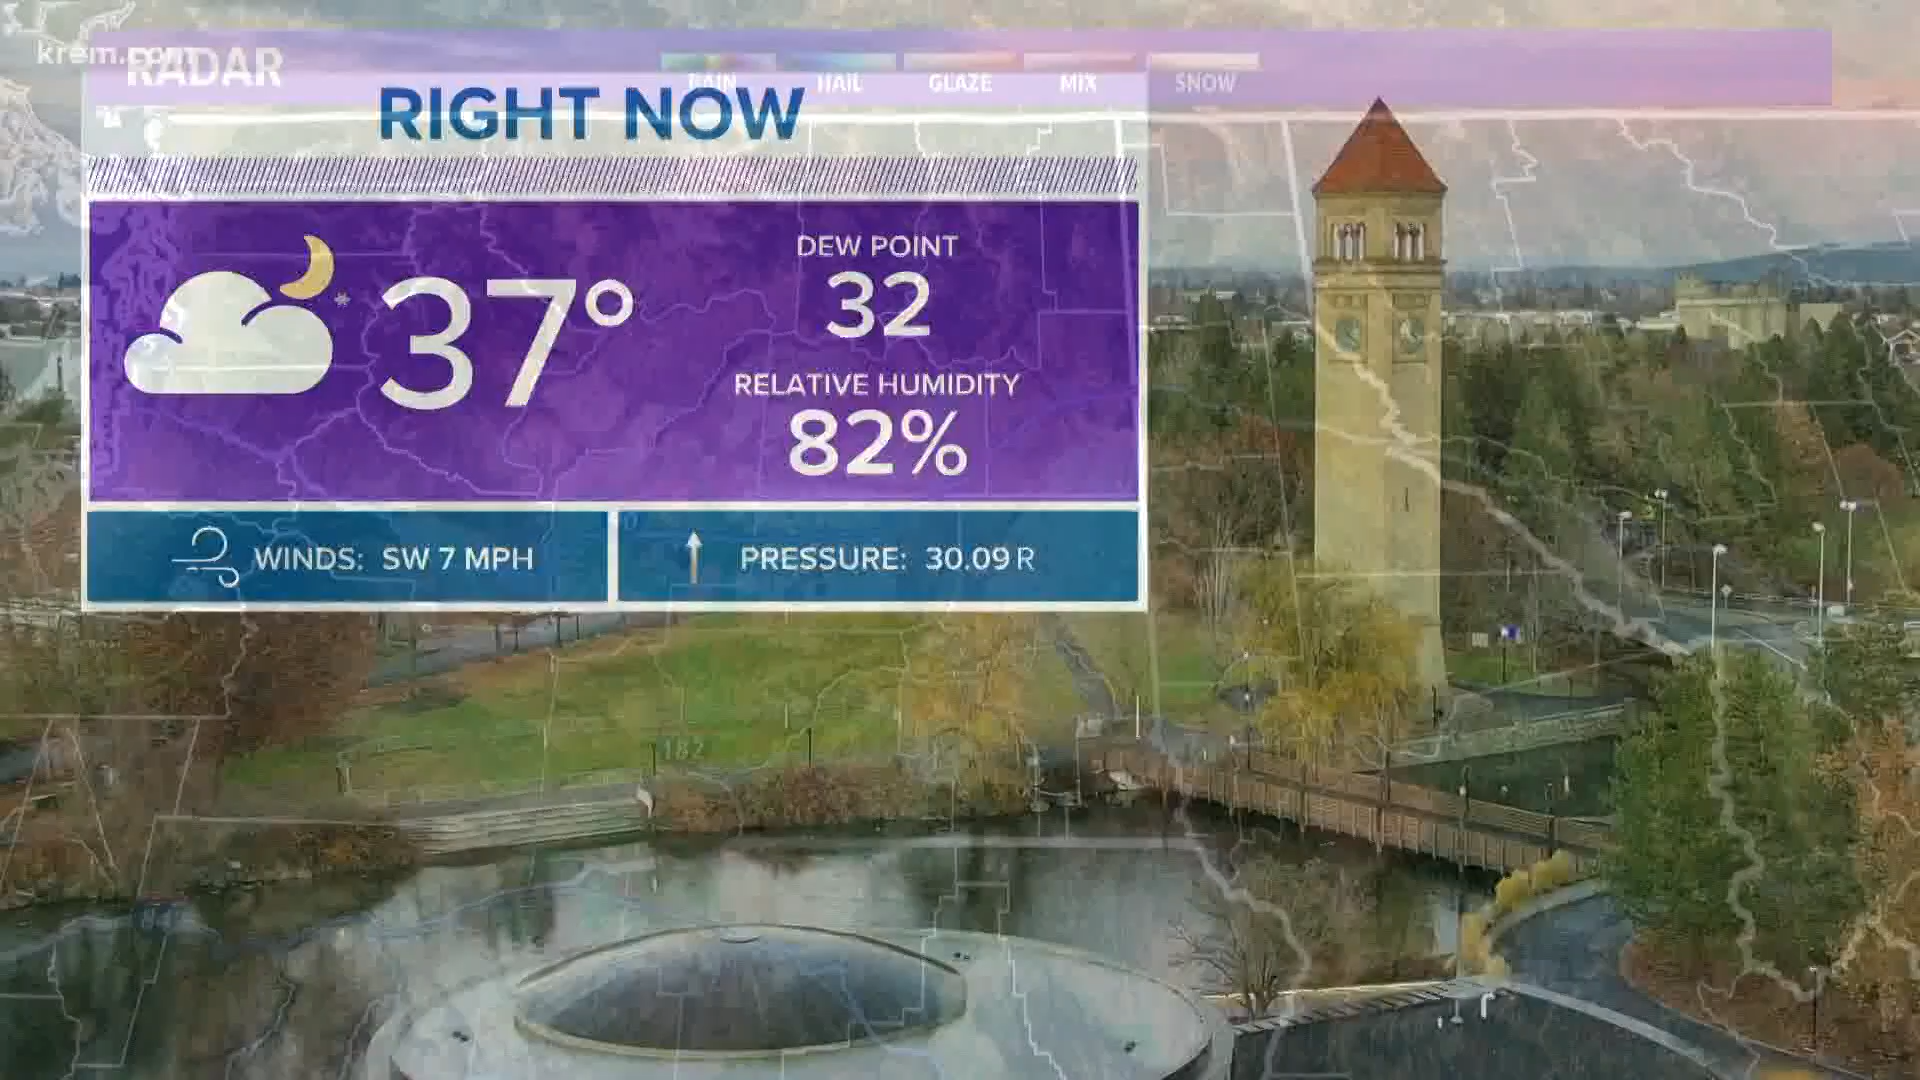 krem.com
RADAR
RAIN HAIL GLAZE MIX SNOW
RIGHT NOW
37°
DEW POINT
32
RELATIVE HUMIDITY
82%
WINDS: SW 7 MPH
PRESSURE: 30.09 R
182